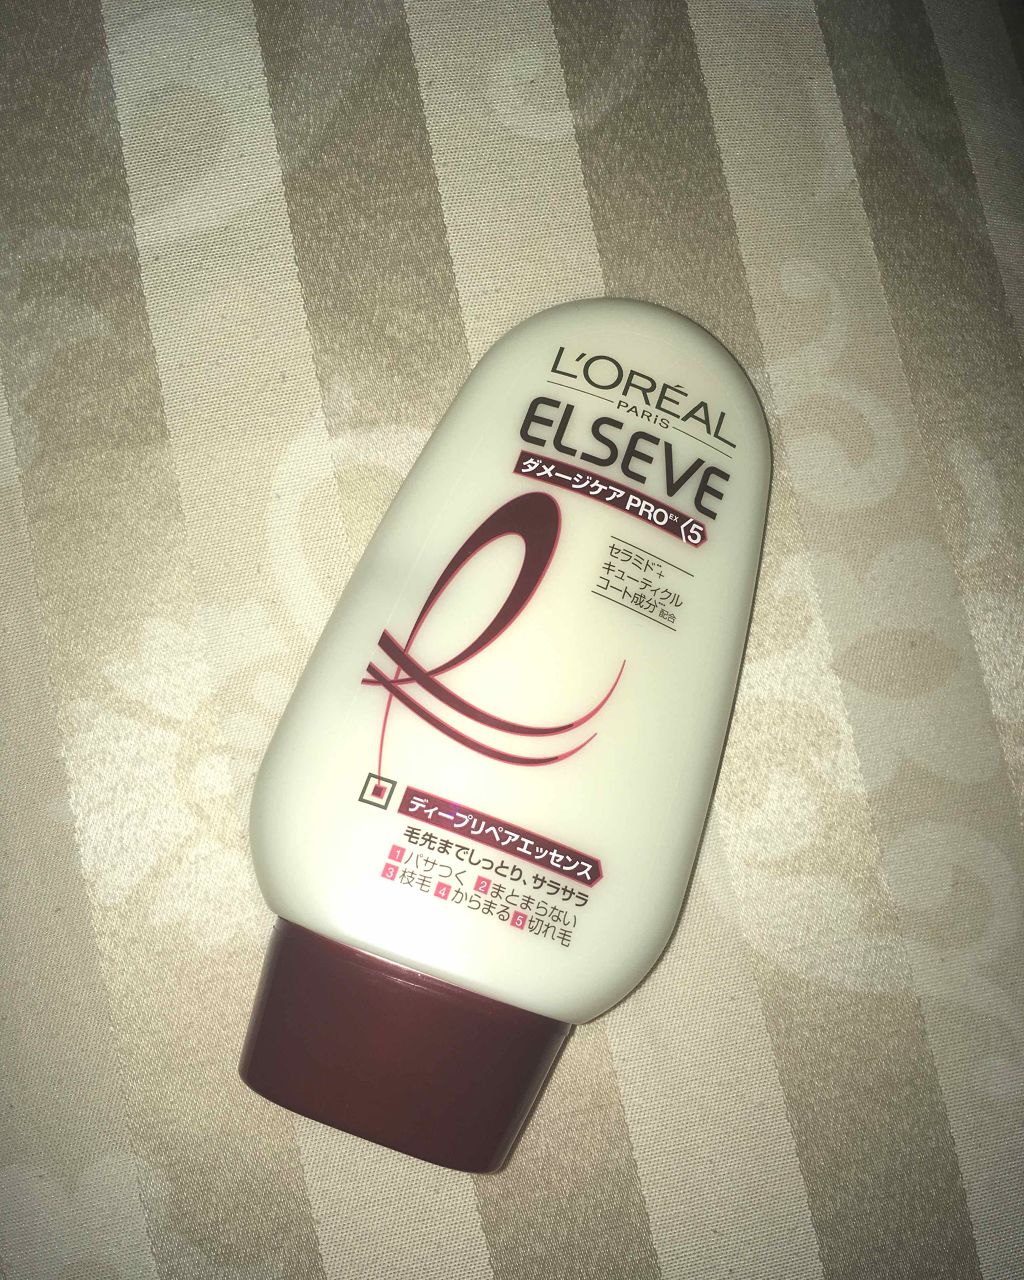 L'ORÉAL
PARiS
ELSEVE
ダメージケア PRO EX 5
セラミド*+
キューティクル
コート成分** 配合
ディープリペアエッセンス
毛先までしっとり、サラサラ
1 パサつく 2 まとまらない
3 枝毛 4 からまる 5 切れ毛